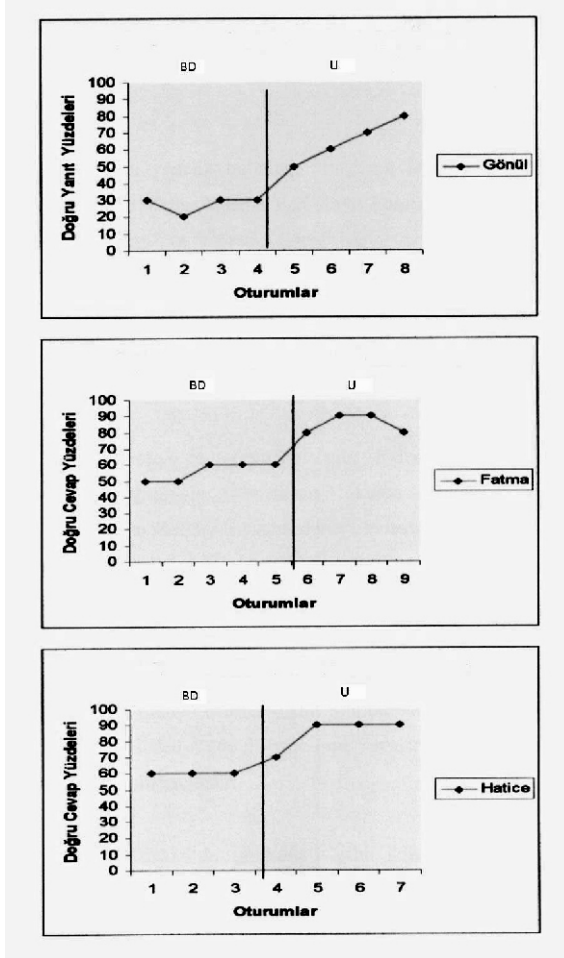 BD U
100
90
80
70
60
50
40
30
20
10
0
Doğru Yanıt Yüzdeleri
1 2 3 4 5 6 7 8
Oturumlar
Gönül
BD U
100
90
80
70
60
50
40
30
20
10
0
Doğru Cevap Yüzdeleri
1 2 3 4 5 6 7 8 9
Oturumlar
Fatma
BD U
100
90
80
70
60
50
40
30
20
10
0
Doğru Cevap Yüzdeleri
1 2 3 4 5 6 7
Oturumlar
Hatice